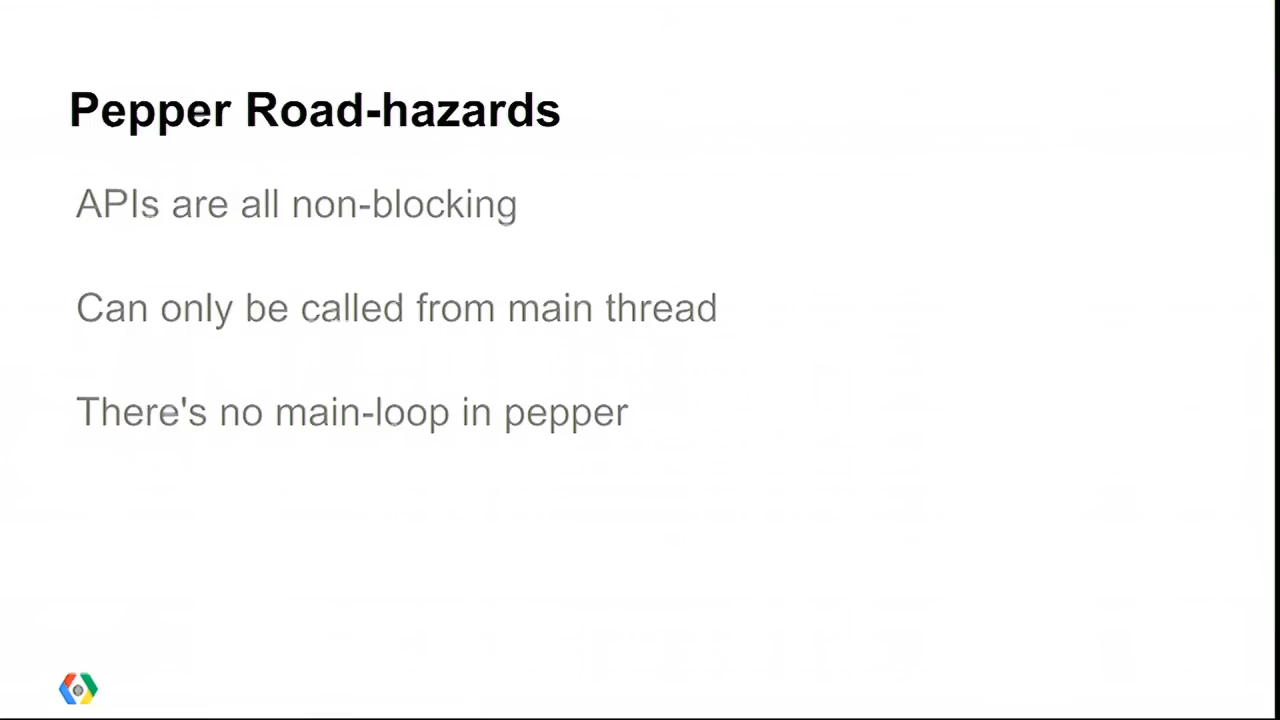 Pepper Road-hazards
APIs are all non-blocking
Can only be called from main thread
There's no main-loop in pepper